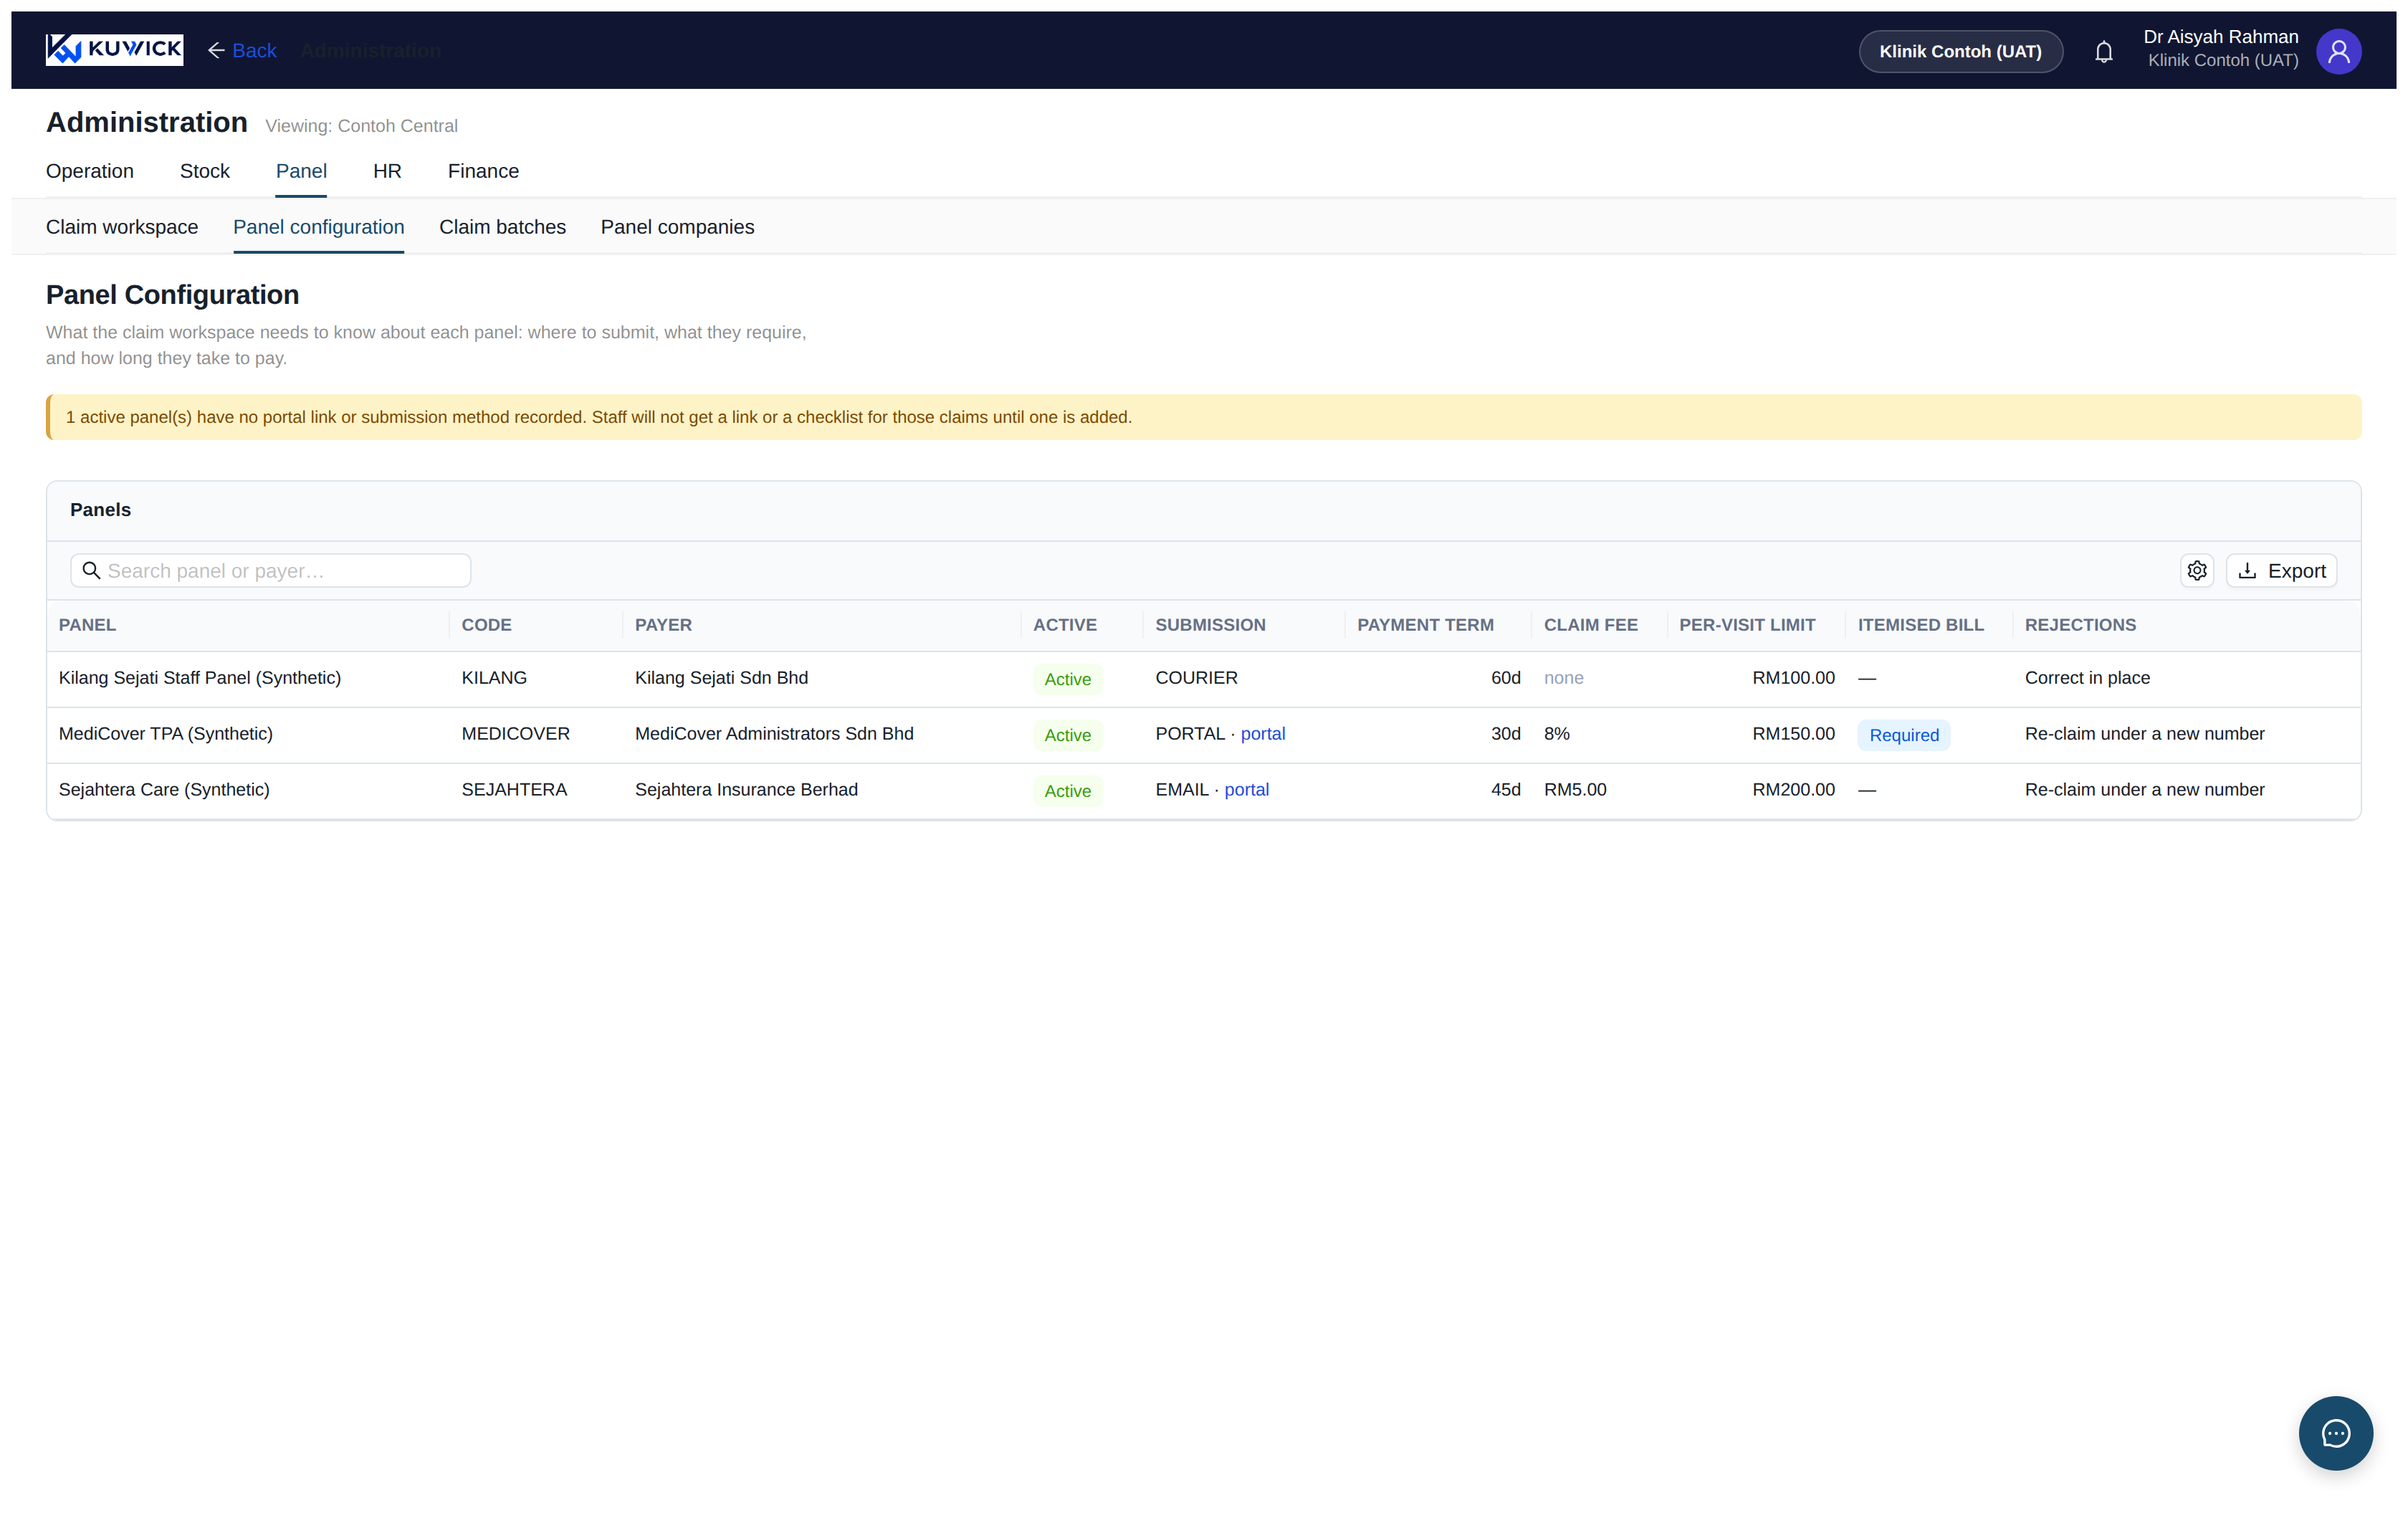 KUWICK
Back Administration
Klinik Contoh (UAT)
Dr Aisyah Rahman
Klinik Contoh (UAT)
Administration Viewing: Contoh Central
Operation Stock Panel HR Finance
Claim workspace Panel configuration Claim batches Panel companies
Panel Configuration
What the claim workspace needs to know about each panel: where to submit, what they require,
and how long they take to pay.
1 active panel(s) have no portal link or submission method recorded. Staff will not get a link or a checklist for those claims until one is added.
Panels
Search panel or payer… Export
PANEL CODE PAYER ACTIVE SUBMISSION PAYMENT TERM CLAIM FEE PER-VISIT LIMIT ITEMISED BILL REJECTIONS
Kilang Sejati Staff Panel (Synthetic) KILANG Kilang Sejati Sdn Bhd Active COURIER 60d none RM100.00 — Correct in place
MediCover TPA (Synthetic) MEDICOVER MediCover Administrators Sdn Bhd Active PORTAL · portal 30d 8% RM150.00 Required Re-claim under a new number
Sejahtera Care (Synthetic) SEJAHTERA Sejahtera Insurance Berhad Active EMAIL · portal 45d RM5.00 RM200.00 — Re-claim under a new number